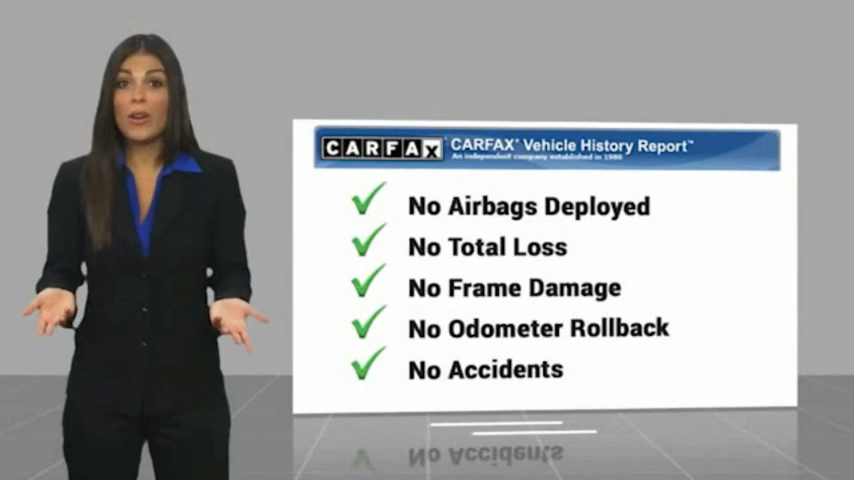 CARFAX CARFAX® Vehicle History Report™
An independent company established in 1986
No Airbags Deployed
No Total Loss
No Frame Damage
No Odometer Rollback
No Accidents
No Accidents